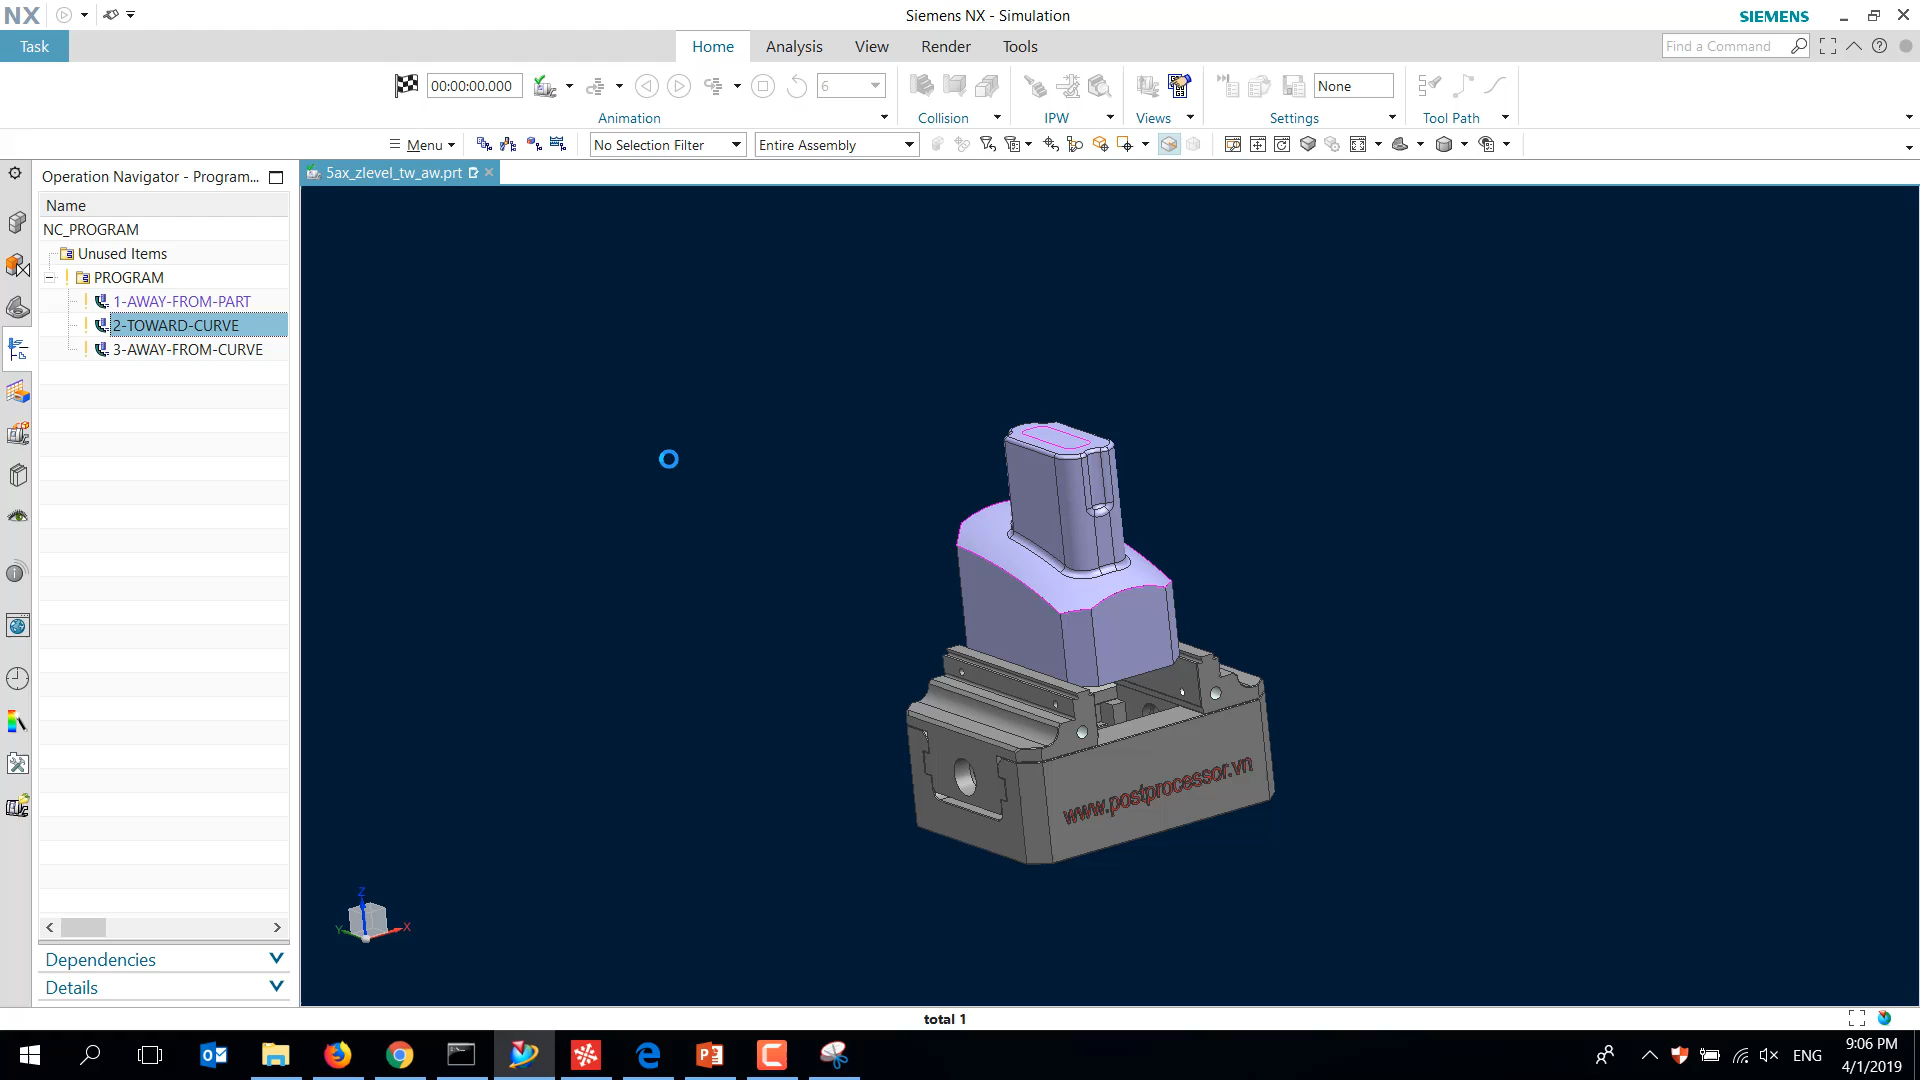 NX
Siemens NX - Simulation
SIEMENS
Task
Home
Analysis
View
Render
Tools
Find a Command
00:00:00.000
6
None
Animation
Collision
IPW
Views
Settings
Tool Path
Menu
No Selection Filter
Entire Assembly
Operation Navigator - Program...
5ax_zlevel_tw_aw.prt
Name
NC_PROGRAM
Unused Items
PROGRAM
1-AWAY-FROM-PART
2-TOWARD-CURVE
3-AWAY-FROM-CURVE
www.postprocessor.vn
Z
Y
X
Dependencies
Details
total 1
9:06 PM
ENG
4/1/2019